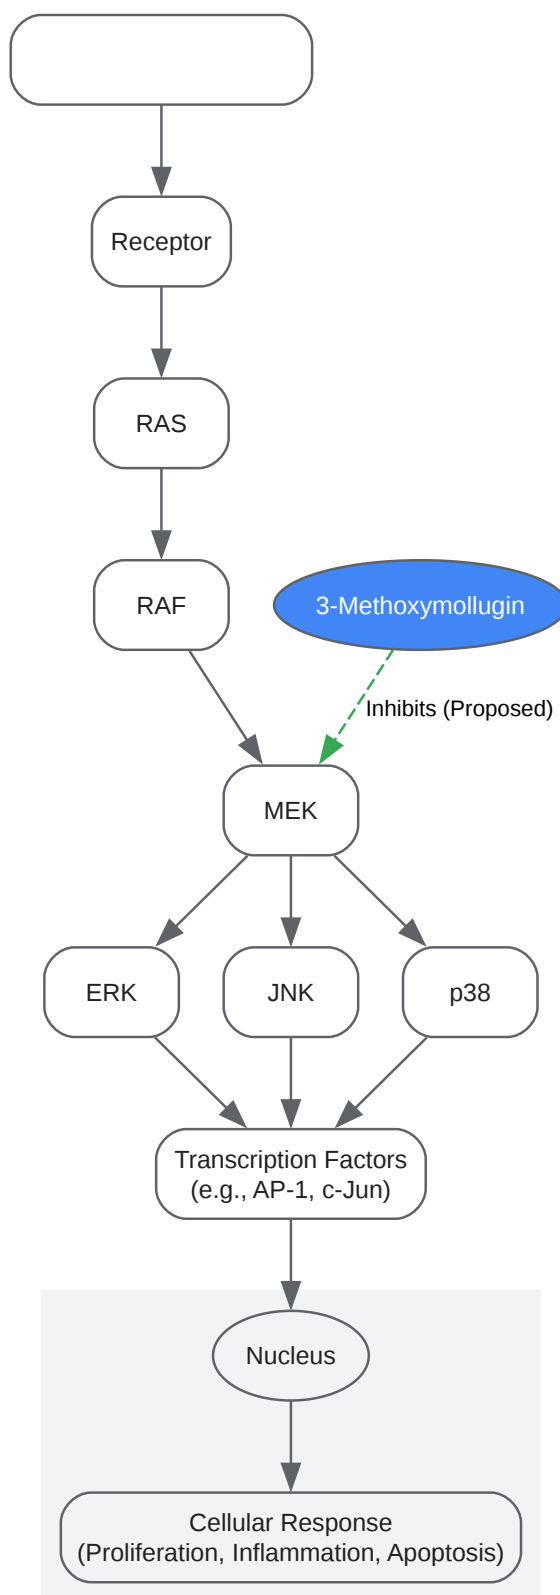 Receptor
RAS
RAF
3-Methoxymollugin
Inhibits (Proposed)
MEK
ERK
JNK
p38
Transcription Factors
(e.g., AP-1, c-Jun)
Nucleus
Cellular Response
(Proliferation, Inflammation, Apoptosis)